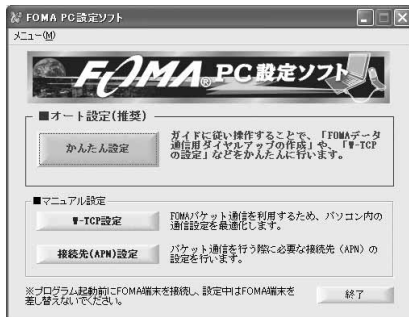 FOMA PC設定ソフト
メニュー(M)
FOMA® PC設定ソフト
■オート設定(推奨)
かんたん設定
ガイドに従い操作することで、「FOMAデータ
通信用ダイヤルアップの作成」や、「W-TCP
の設定」などをかんたんに行います。
■マニュアル設定
W-TCP設定
FOMAパケット通信を利用するため、パソコン内の
通信設定を最適化します。
接続先(APN)設定
パケット通信を行う際に必要な接続先(APN)の
設定を行います。
※プログラム起動前にFOMA端末を接続し、設定中はFOMA端末を
差し替えないでください。
終了